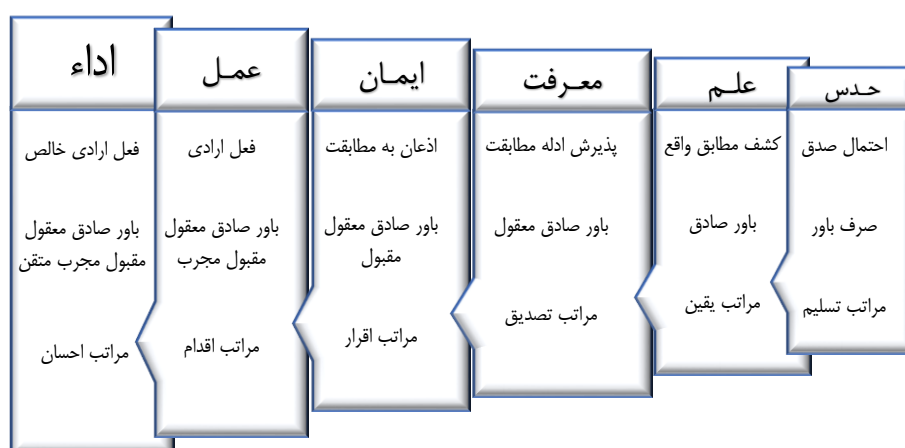 حدس
احتمال صدق
صرف باور
مراتب تسلیم
علم
کشف مطابق واقع
باور صادق
مراتب یقین
معرفت
پذیرش ادله مطابقت
باور صادق معقول
مراتب تصدیق
ایمان
اذعان به مطابقت
باور صادق معقول
مقبول
مراتب اقرار
عمل
فعل ارادی
باور صادق معقول
مقبول مجرب
مراتب اقدام
اداء
فعل ارادی خالص
باور صادق معقول
مقبول مجرب متقن
مراتب احسان